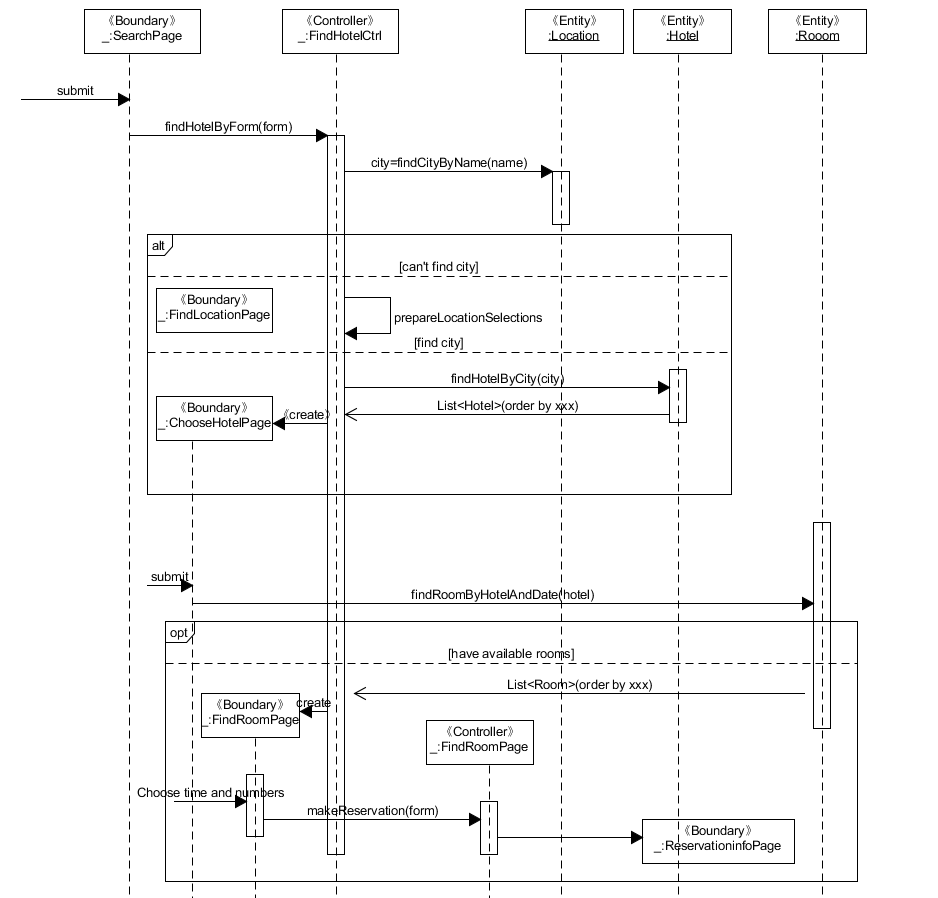 《Boundary》
_:SearchPage
《Controller》
_:FindHotelCtrl
《Entity》
:Location
《Entity》
:Hotel
《Entity》
:Rooom
submit
findHotelByForm(form)
city=findCityByName(name)
alt
[can't find city]
《Boundary》
_:FindLocationPage
prepareLocationSelections
[find city]
findHotelByCity(city)
List<Hotel>(order by xxx)
《create》
《Boundary》
_:ChooseHotelPage
submit
findRoomByHotelAndDate(hotel)
opt
[have available rooms]
List<Room>(order by xxx)
create
《Boundary》
_:FindRoomPage
《Controller》
_:FindRoomPage
Choose time and numbers
makeReservation(form)
《Boundary》
_:ReservationinfoPage